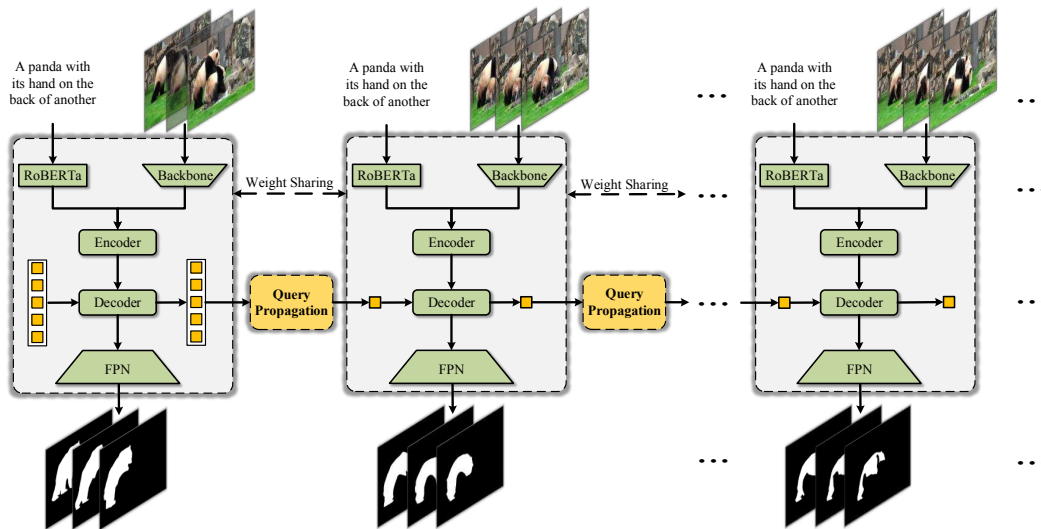 A panda with
its hand on the
back of another
RoBERTa
Backbone
Encoder
Decoder
FPN
Weight Sharing
Query
Propagation
A panda with
its hand on the
back of another
RoBERTa
Backbone
Encoder
Decoder
FPN
Weight Sharing
Query
Propagation
A panda with
its hand on the
back of another
RoBERTa
Backbone
Encoder
Decoder
FPN